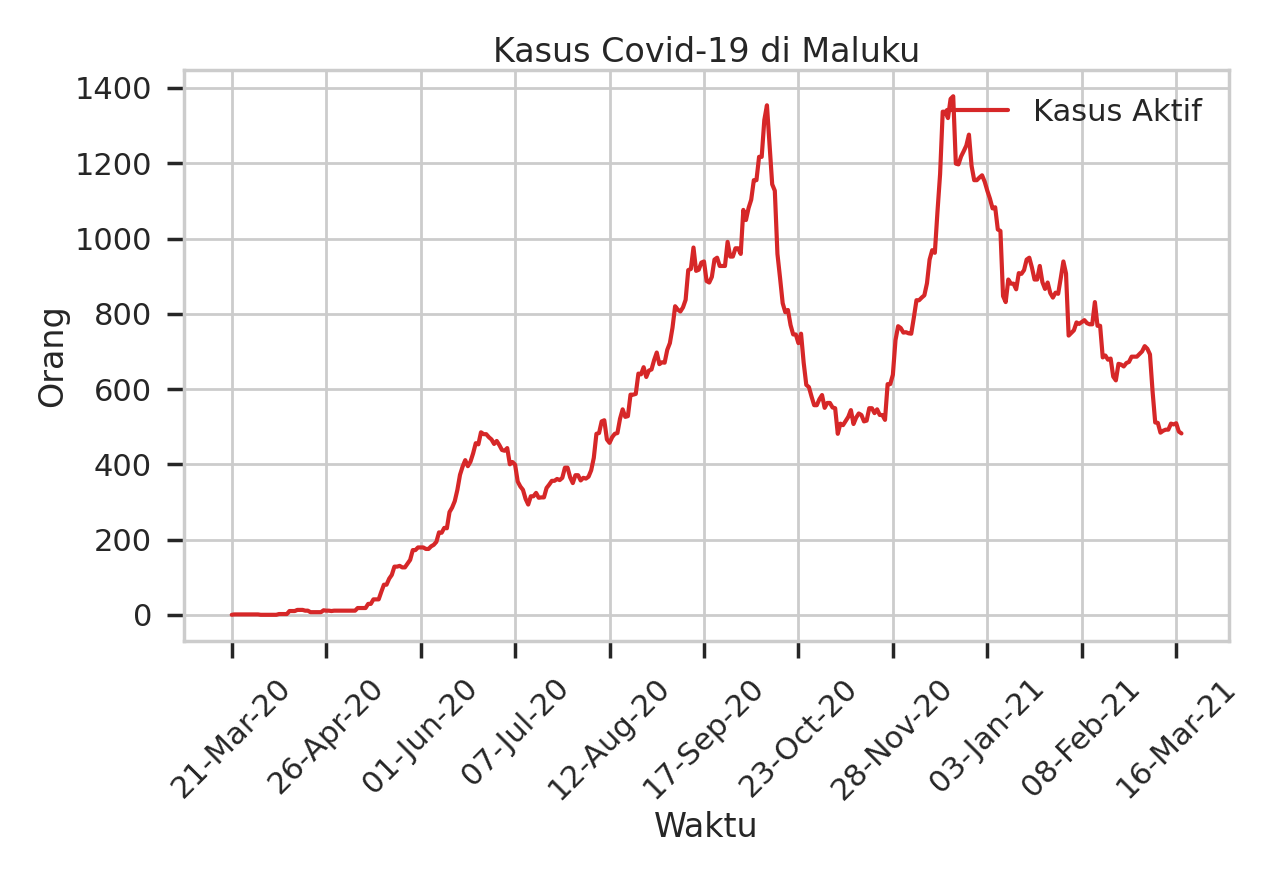 Kasus Covid-19 di Maluku
Kasus Aktif
Orang
1400
1200
1000
800
600
400
200
0
21-Mar-20
26-Apr-20
01-Jun-20
07-Jul-20
12-Aug-20
17-Sep-20
23-Oct-20
28-Nov-20
03-Jan-21
08-Feb-21
16-Mar-21
Waktu